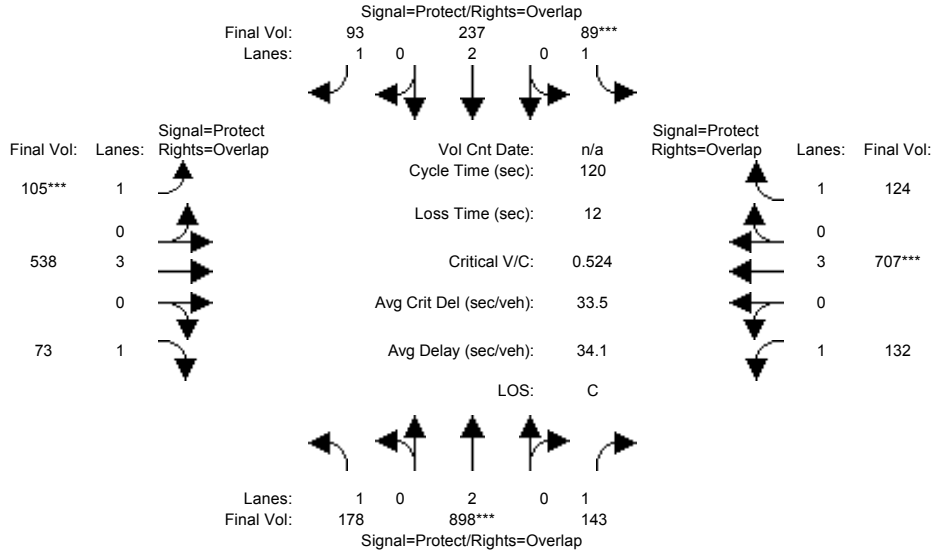 Signal=Protect/Rights=Overlap
Final Vol: 93 237 89***
Lanes: 1 0 2 0 1
Signal=Protect Signal=Protect
Final Vol: Lanes: Rights=Overlap Vol Cnt Date: n/a Rights=Overlap Lanes: Final Vol:
Cycle Time (sec): 120
105*** 1 1 124
Loss Time (sec): 12
0 0
538 3 Critical V/C: 0.524 3 707***
0 Avg Crit Del (sec/veh): 33.5 0
73 1 Avg Delay (sec/veh): 34.1 1 132
LOS: C
Lanes: 1 0 2 0 1
Final Vol: 178 898*** 143
Signal=Protect/Rights=Overlap